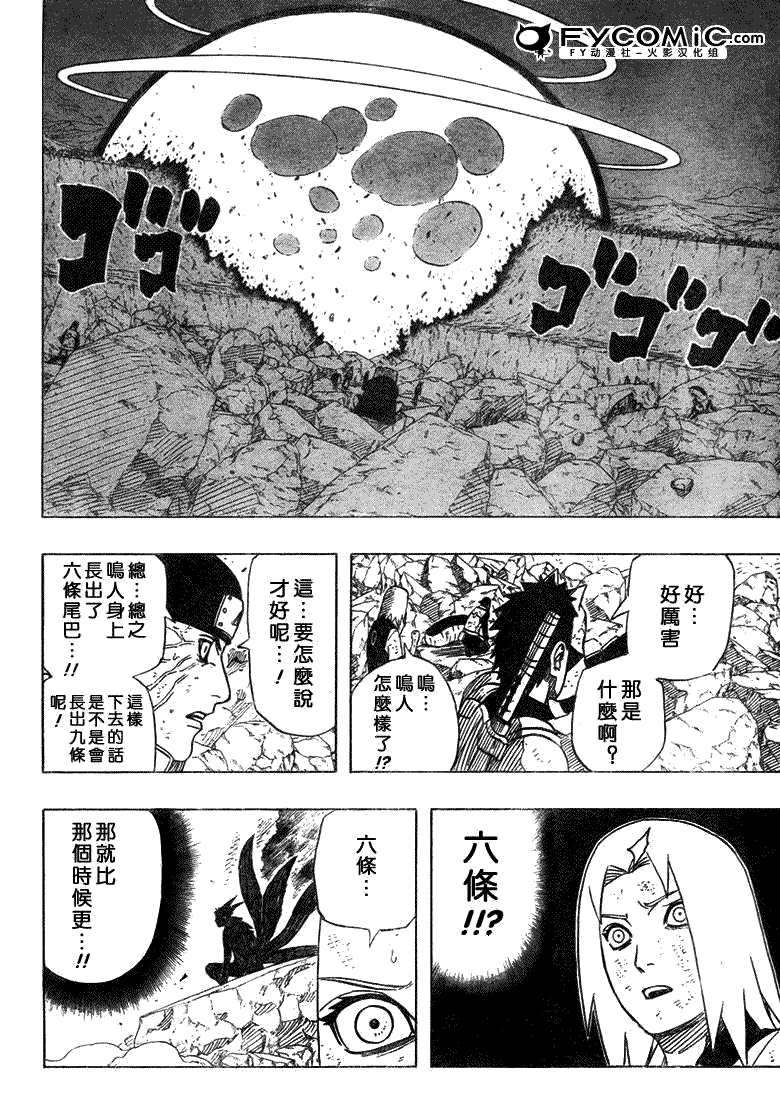 FYCOMiC.com
FY动漫社-火影汉化组
ゴゴゴ
ゴゴ
好…
好厲害
那是
什麼啊？
鳴…
鳴人
怎麼樣了!?
這…要怎麼說
才好呢…!
總…總之
鳴人身上
長出了
六條尾巴…!!
這樣
下去的話
是不是會
長出九條
呢！
六條
!!?
六條…
那就比
那個時候更…!!